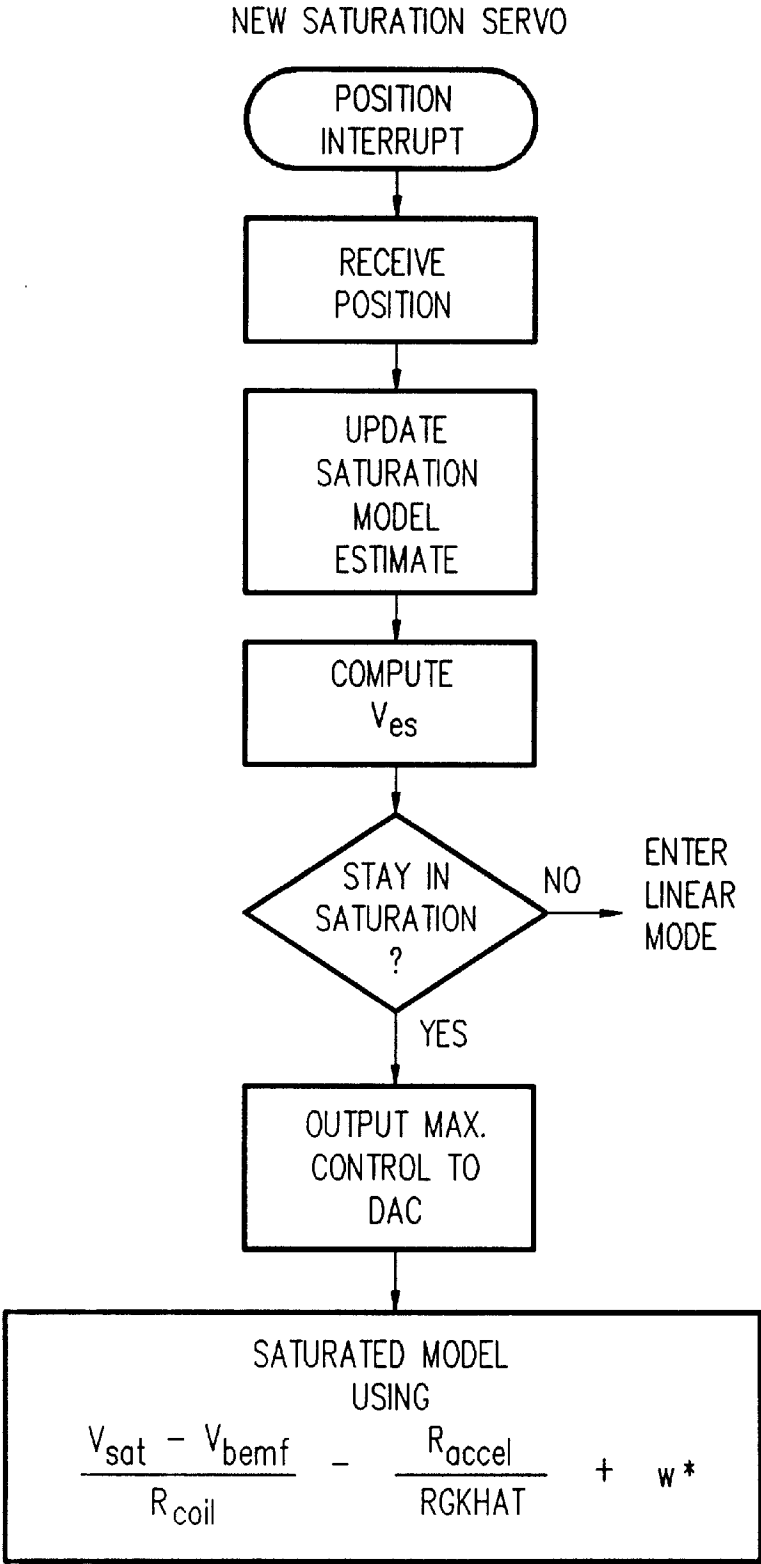 NEW SATURATION SERVO
POSITION
INTERRUPT
RECEIVE
POSITION
UPDATE
SATURATION
MODEL
ESTIMATE
COMPUTE
Ves
STAY IN
SATURATION
?
NO
ENTER
LINEAR
MODE
YES
OUTPUT MAX.
CONTROL TO
DAC
SATURATED MODEL
USING
Vsat - Vbemf
Rcoil
-
Raccel
RGKHAT
+ w*